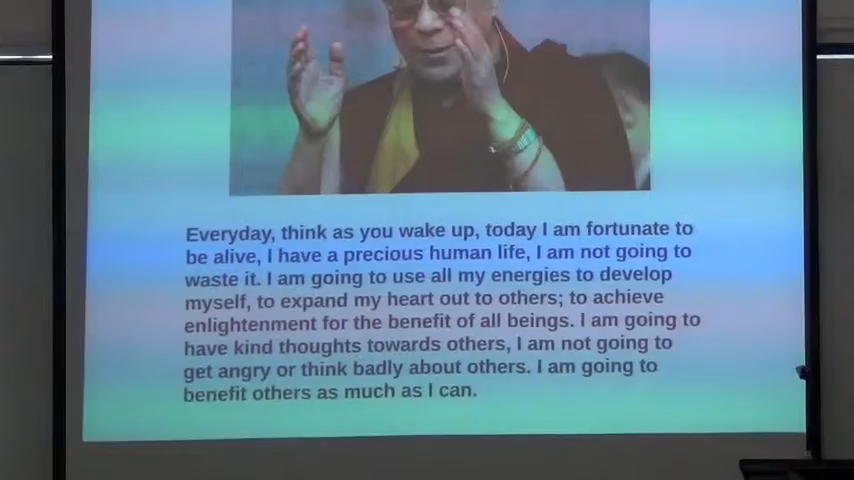 Everyday, think as you wake up, today I am fortunate to
be alive, I have a precious human life, I am not going to
waste it. I am going to use all my energies to develop
myself, to expand my heart out to others; to achieve
enlightenment for the benefit of all beings. I am going to
have kind thoughts towards others, I am not going to
get angry or think badly about others. I am going to
benefit others as much as I can.